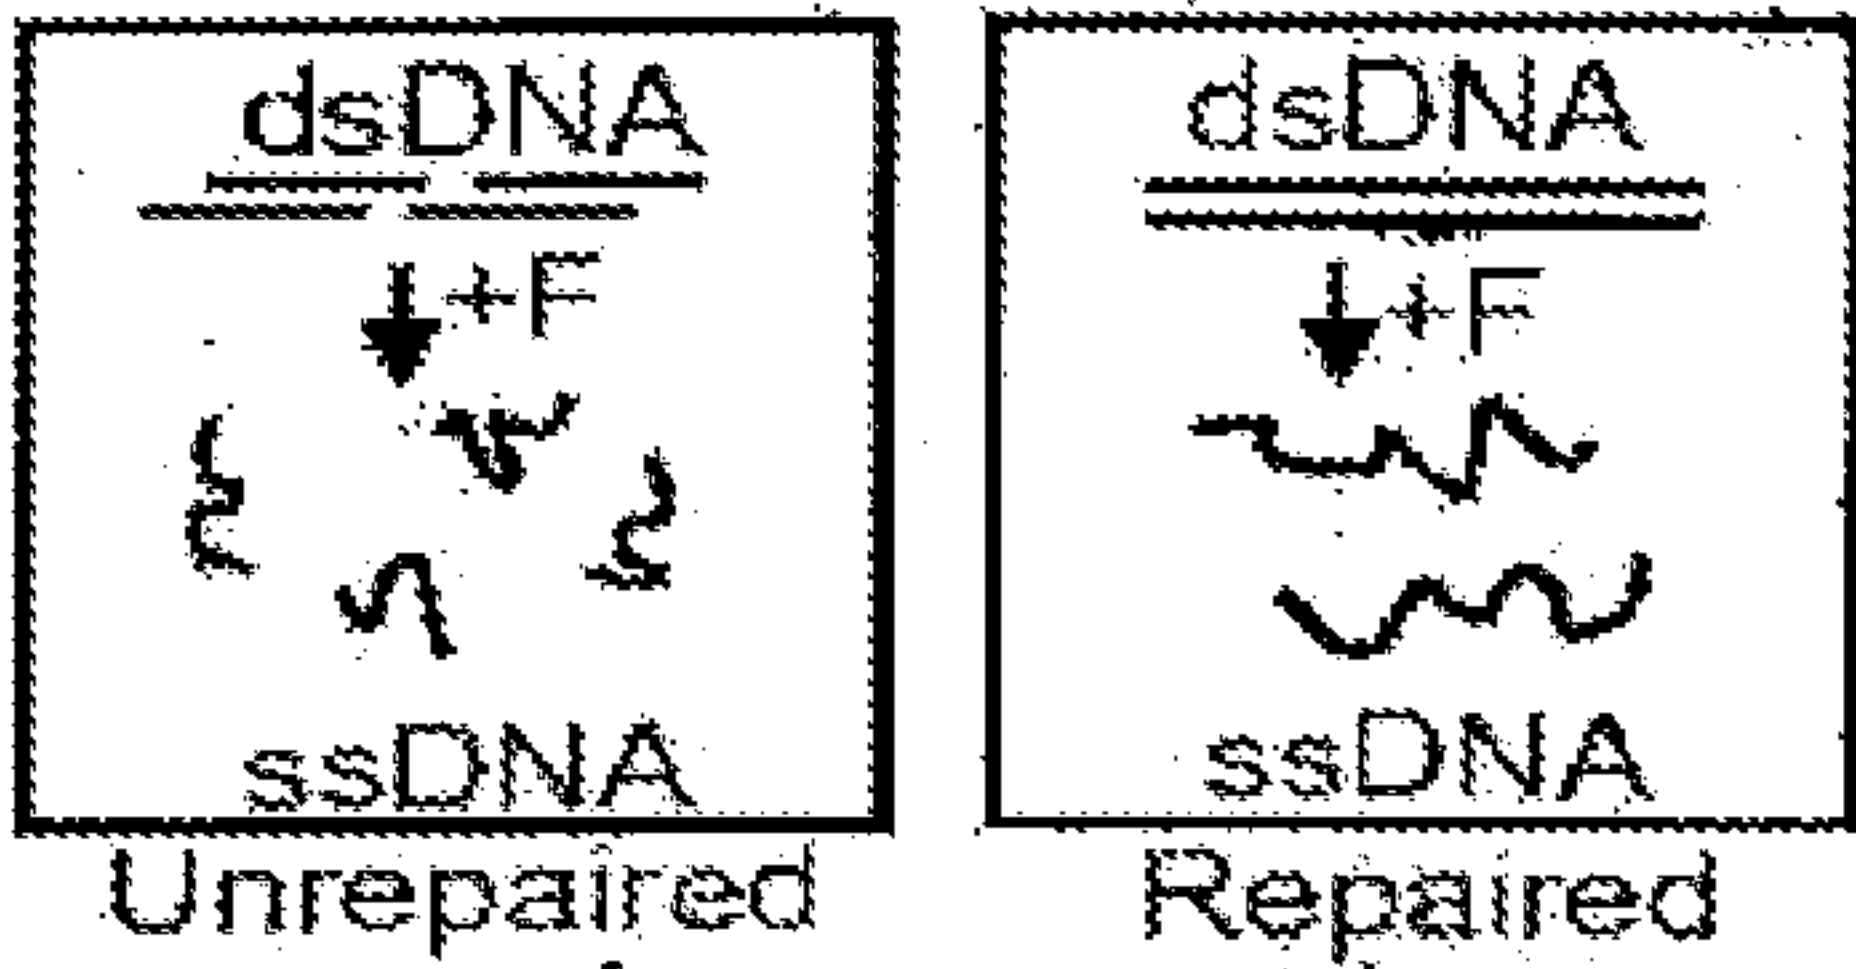 dsDNA
+F
ssDNA
Unrepaired
dsDNA
+F
ssDNA
Repaired